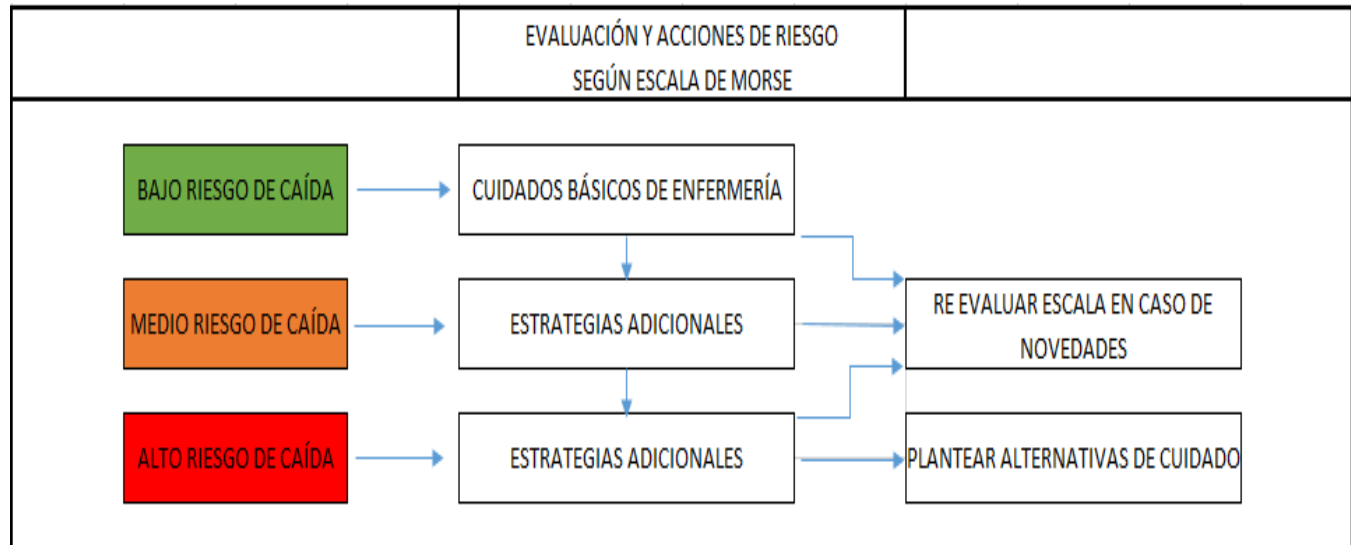 EVALUACIÓN Y ACCIONES DE RIESGO
SEGÚN ESCALA DE MORSE
BAJO RIESGO DE CAÍDA
CUIDADOS BÁSICOS DE ENFERMERÍA
MEDIO RIESGO DE CAÍDA
ESTRATEGIAS ADICIONALES
RE EVALUAR ESCALA EN CASO DE
NOVEDADES
ALTO RIESGO DE CAÍDA
ESTRATEGIAS ADICIONALES
PLANTEAR ALTERNATIVAS DE CUIDADO